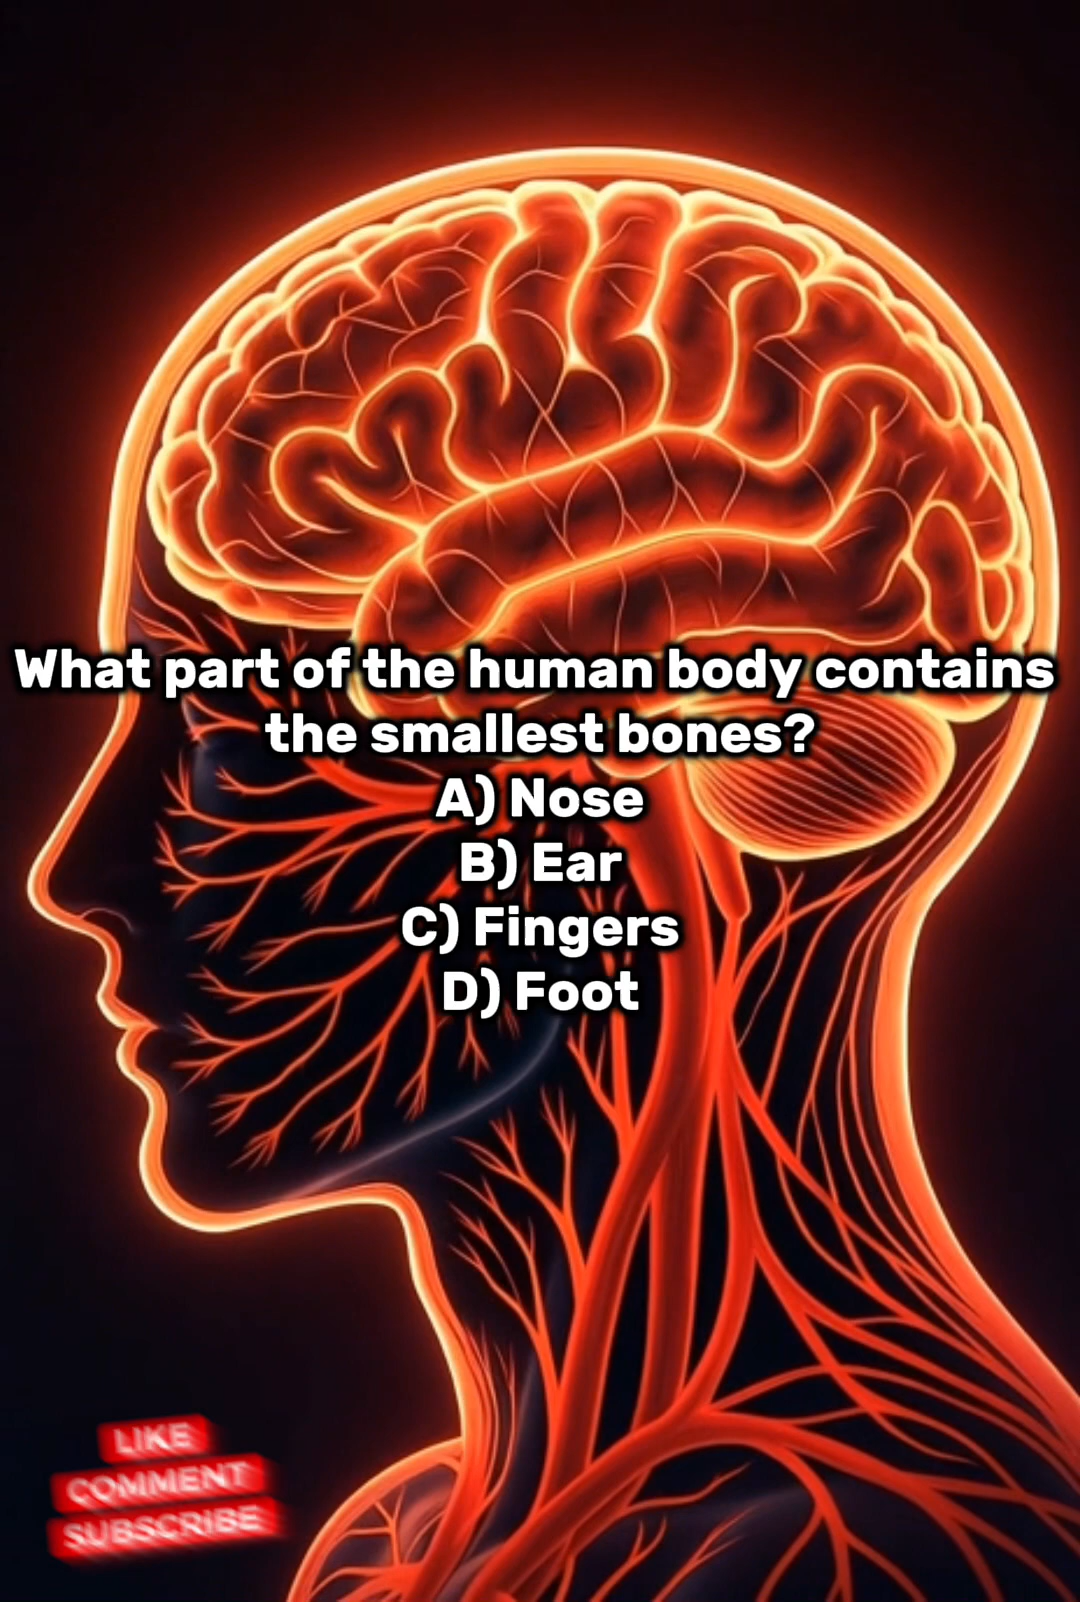 What part of the human body contains
the smallest bones?
A) Nose
B) Ear
C) Fingers
D) Foot
LIKE
COMMENT
SUBSCRIBE